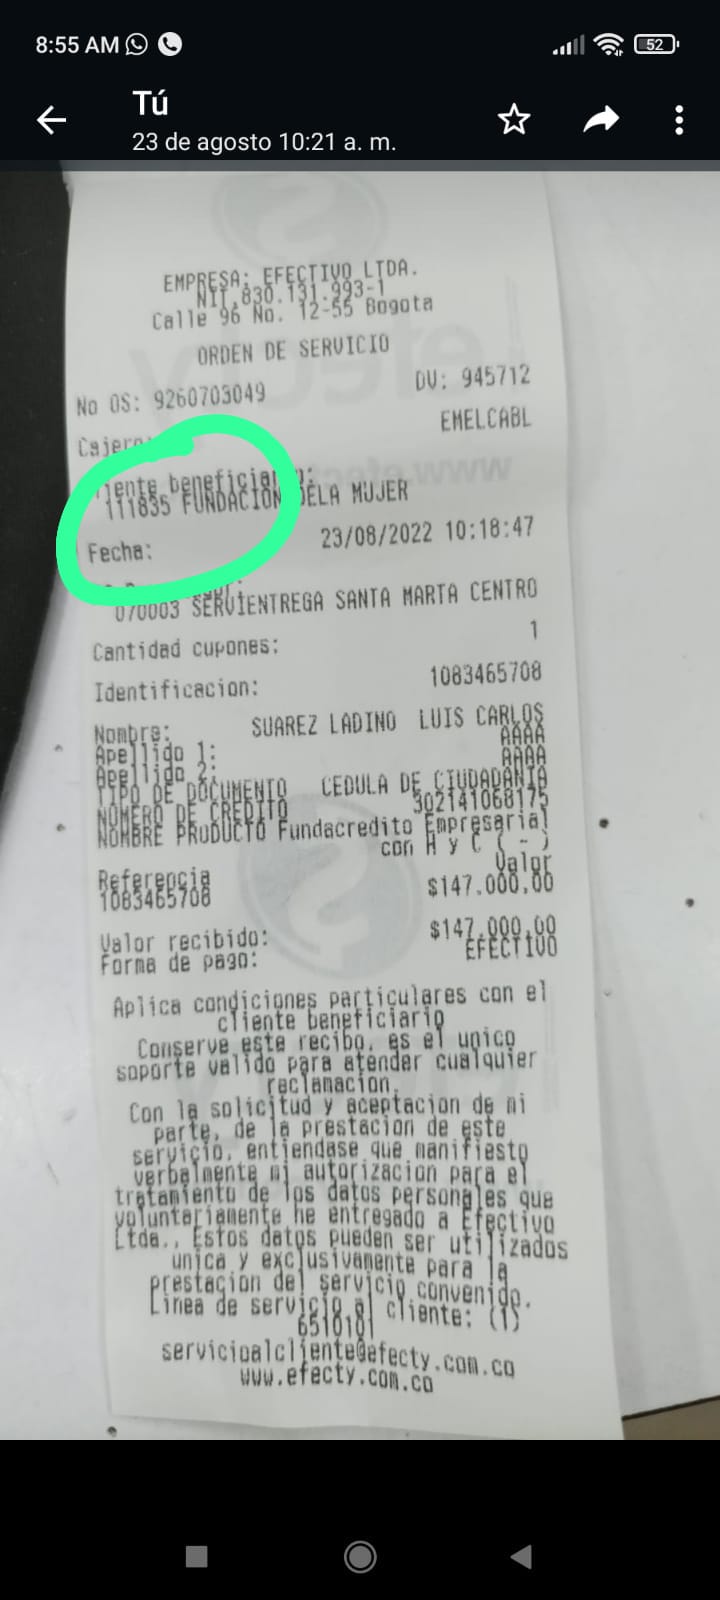 8:55 AM
52
Tú
23 de agosto 10:21 a. m.
EMPRESA: EFECTIVO LTDA.
NIT.830.131.993-1
Calle 96 No. 12-55 Bogota
ORDEN DE SERVICIO
No OS: 9260703049 DV: 945712
Cajero: EMELCABL
beneficiario:
111835 FUNDACION DELA MUJER
Fecha: 23/08/2022 10:18:47
070003 SERVIENTREGA SANTA MARTA CENTRO
Cantidad cupones: 1
Identificacion: 1083465708
Nombre: SUAREZ LADINO LUIS CARLOS
Apellido 1: AAAA
Apellido 2: AAAA
TIPO DE DOCUMENTO CEDULA DE CIUDADANIA
NUMERO DE CREDITO 302141068175
NOMBRE PRODUCTO Fundacredito Empresarial
con H y C ( - )
Valor
Referencia
1083465708 $147.000,00
Valor recibido: $147.000,00
Forma de pago: EFECTIVO
Aplica condiciones particulares con el
cliente beneficiario
Conserve este recibo, es el unico
soporte valido para atender cualquier
reclamacion.
Con la solicitud y aceptacion de mi
parte, de la prestacion de este
servicio, entiendase que manifiesto
verbalmente mi autorizacion para el
tratamiento de los datos personales que
voluntariamente he entregado a Efectivo
Ltda.. Estos datos pueden ser utilizados
unica y exclusivamente para la
prestacion del servicio convenido.
Linea de servicio al cliente: (1)
6510101
servicioalcliente@efecty.com.co
www.efecty.com.co